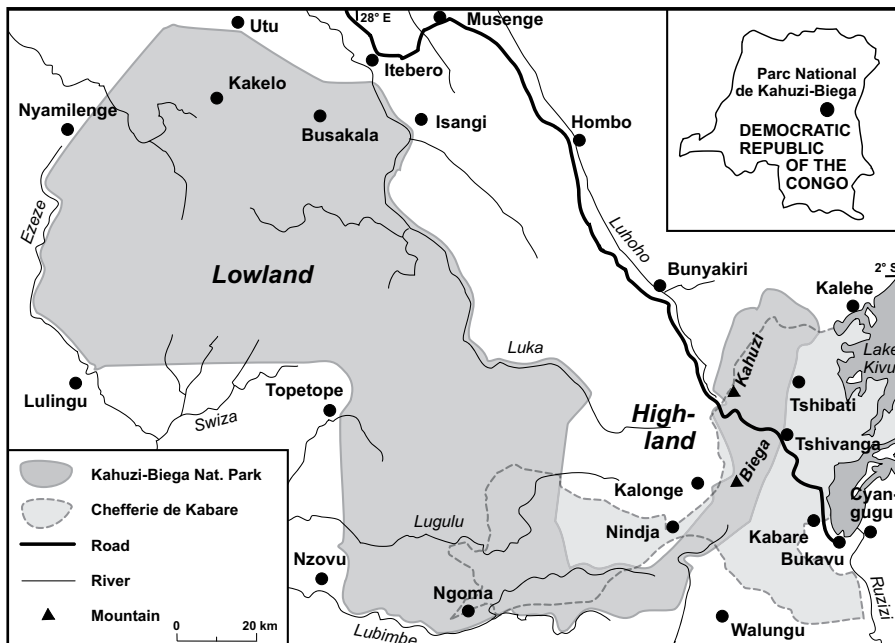 28° E
Musenge
Utu
Itebero
Kakelo
Nyamilenge
Busakala
Isangi
Hombo
Parc National
de Kahuzi-Biega
DEMOCRATIC
REPUBLIC
OF THE
CONGO
Ezeze
Luhoho
Lowland
Bunyakiri
2° S
Kalehe
Lake
Kivu
Luka
Kahuzi
Lulingu
Topetope
Swiza
High-
land
Tshibati
Tshivanga
Biega
Kahuzi-Biega Nat. Park
Chefferie de Kabare
Road
River
Mountain
0 20 km
Kalonge
Cyan-
gugu
Lugulu
Nindja
Kabare
Bukavu
Nzovu
Ngoma
Ruzizi
Walungu
Lubimbe